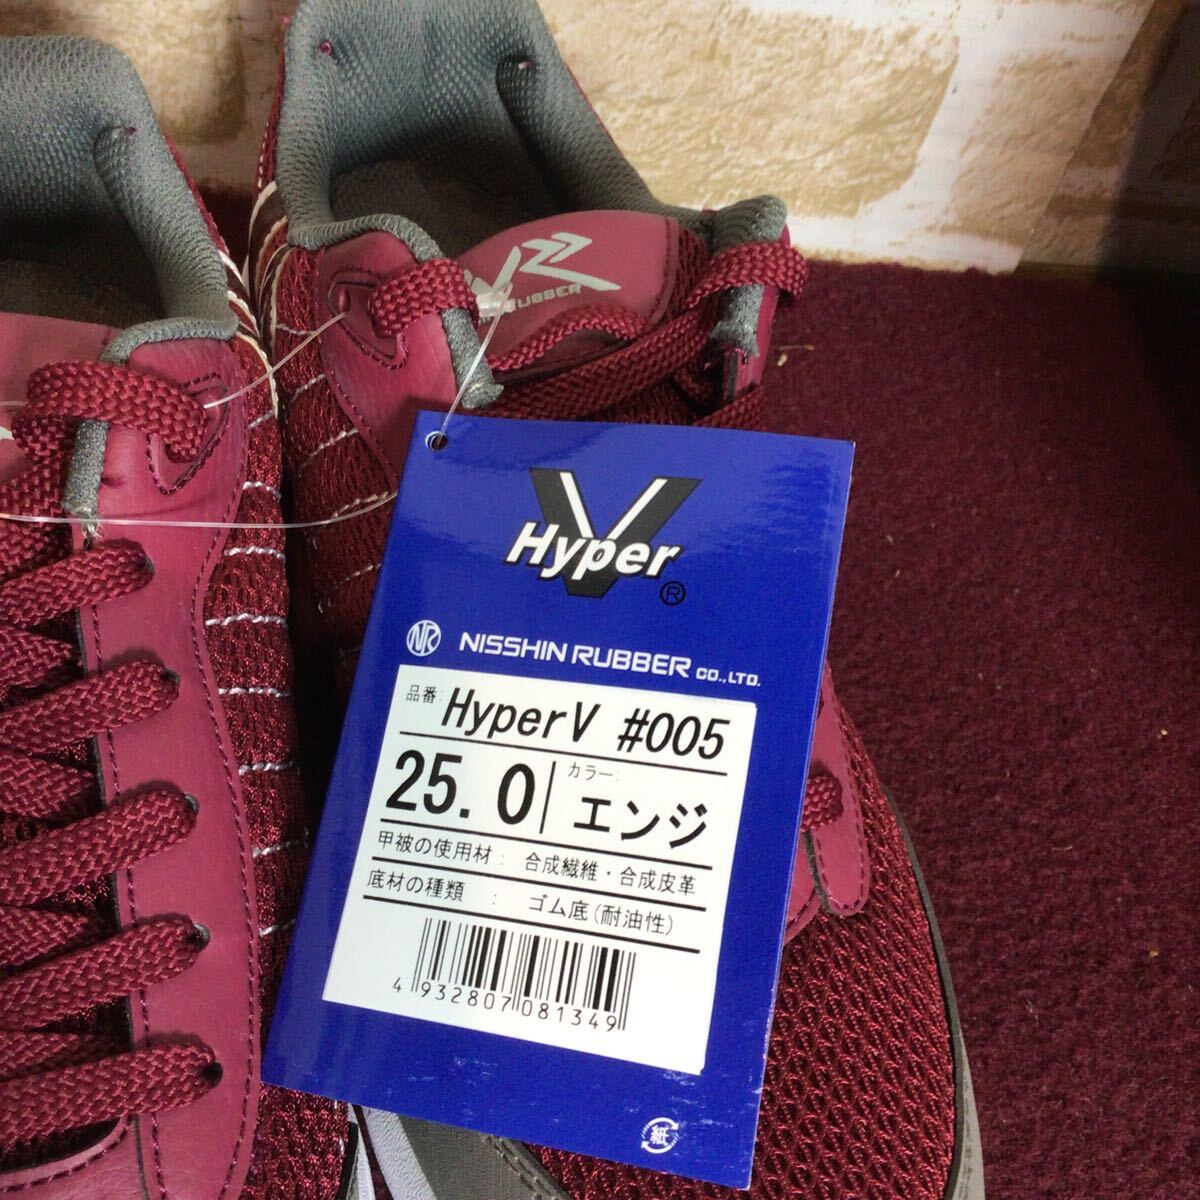 RUBBER
V
Hyper
®
NR NISSHIN RUBBER CO.,LTD.
品番: HyperV #005
25.0
カラー:
エンジ
甲被の使用材: 合成繊維・合成皮革
底材の種類 : ゴム底(耐油性)
4 932807 081349
紙